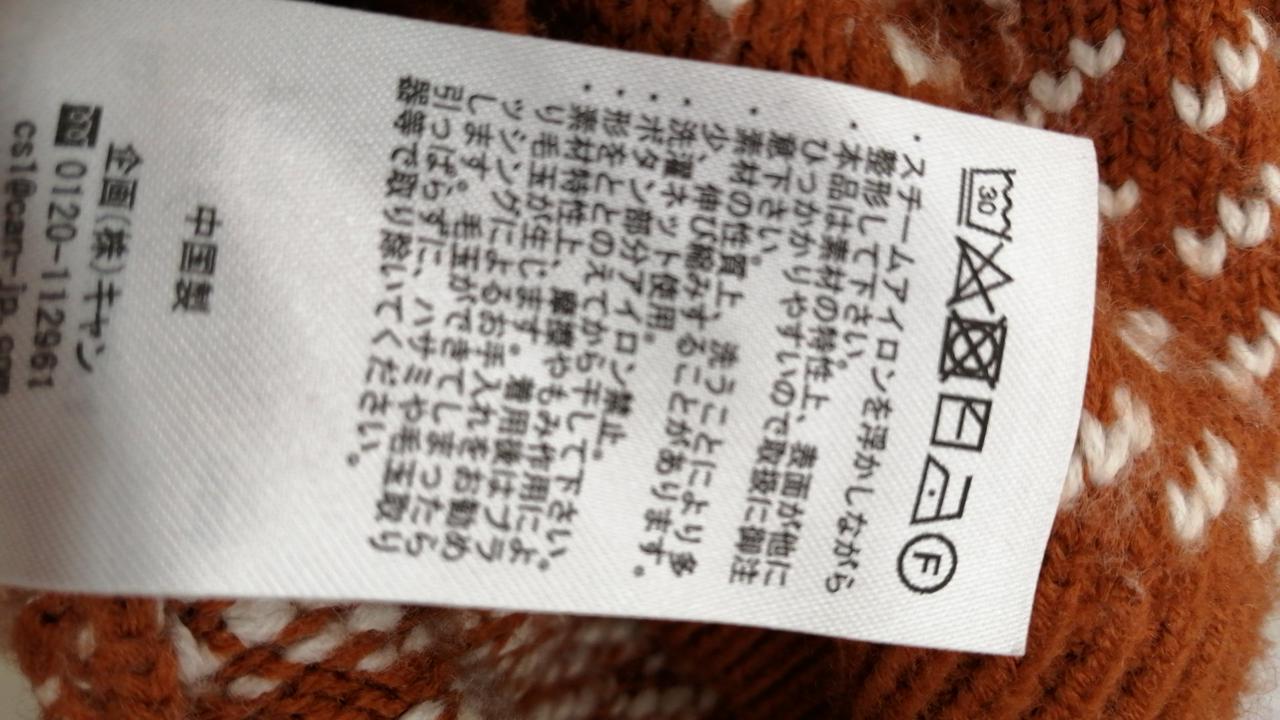 30
F
・スチームアイロンを浮かしながら
整形して下さい。
・本品は素材の特性上、表面が他に
ひっかかりやすいので取扱に御注
意下さい。
・素材の性質上、洗うことにより多
少、伸び縮みすることがあります。
・洗濯ネット使用。
・ボタン部分アイロン禁止。
・形をととのえてから干して下さい。
・素材特性上、摩擦やもみ作用によ
り毛玉が生じます。着用後はブラ
ッシングによるお手入れをお勧め
します。毛玉ができてしまったら
引っぱらずに、ハサミや毛玉取り
器等で取り除いてください。
中国製
企画(株)キャン
0120-112961
cs1@can-jp.com